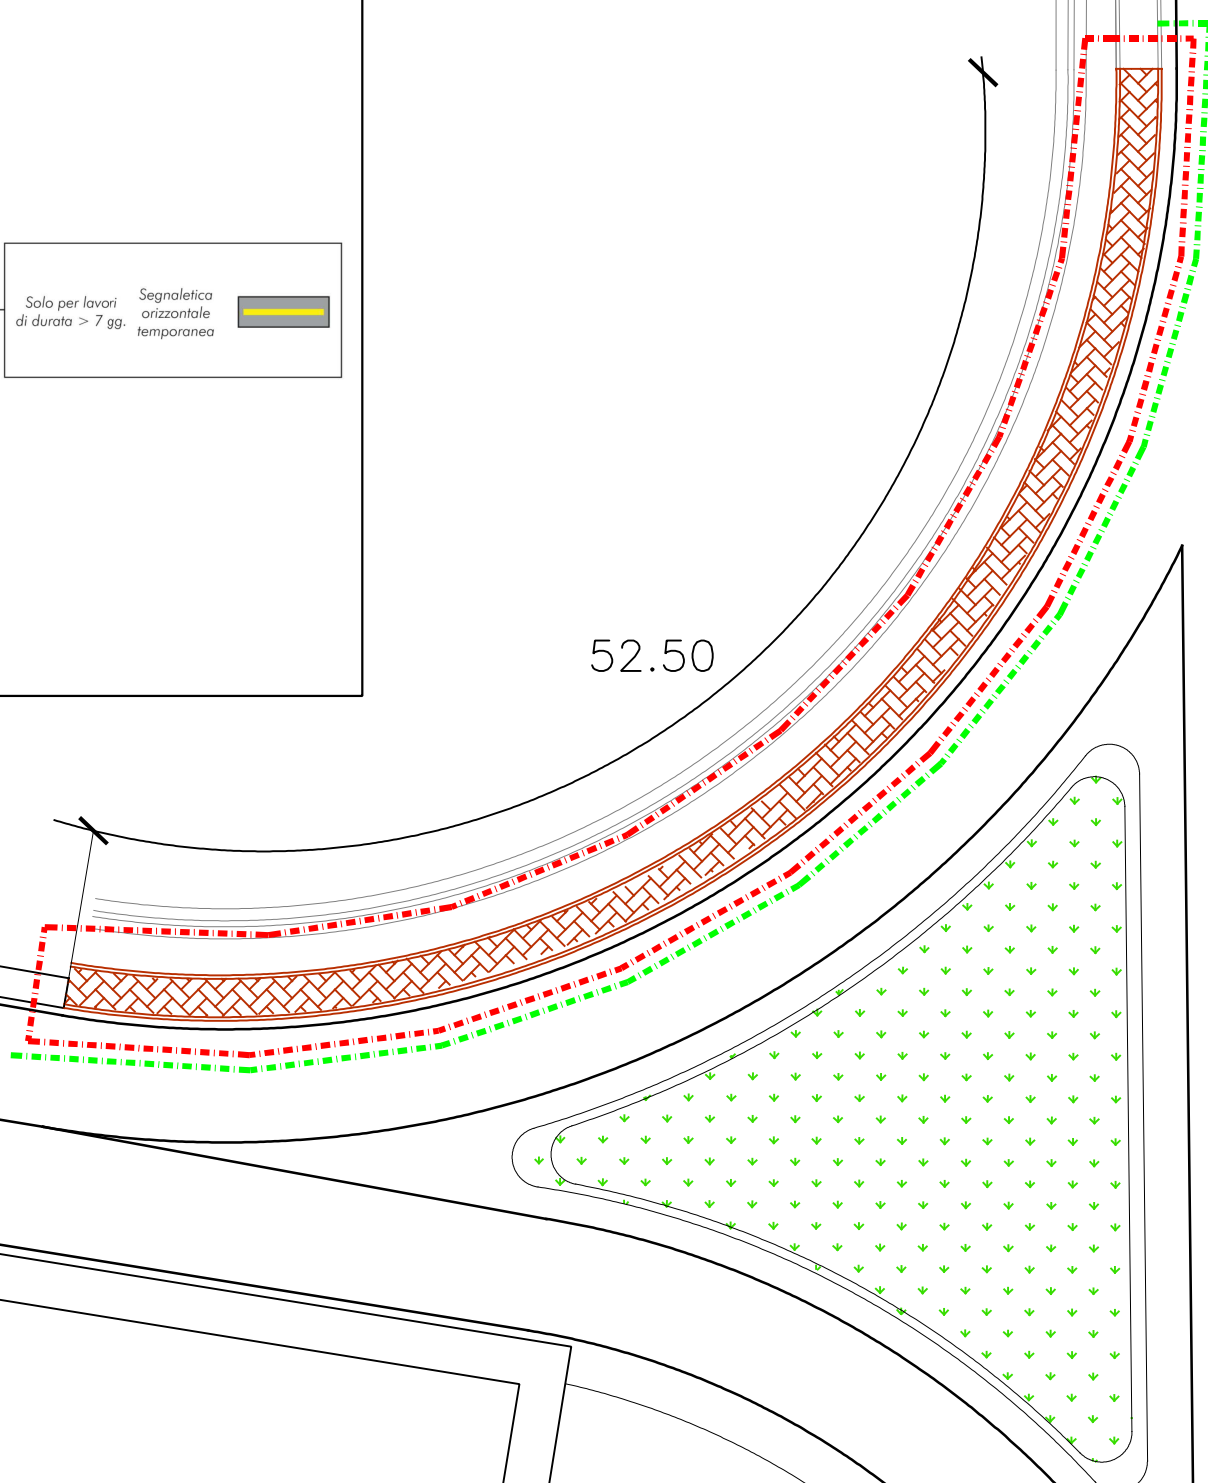 Solo per lavori
di durata > 7 gg.
Segnaletica
orizzontale
temporanea
52.50